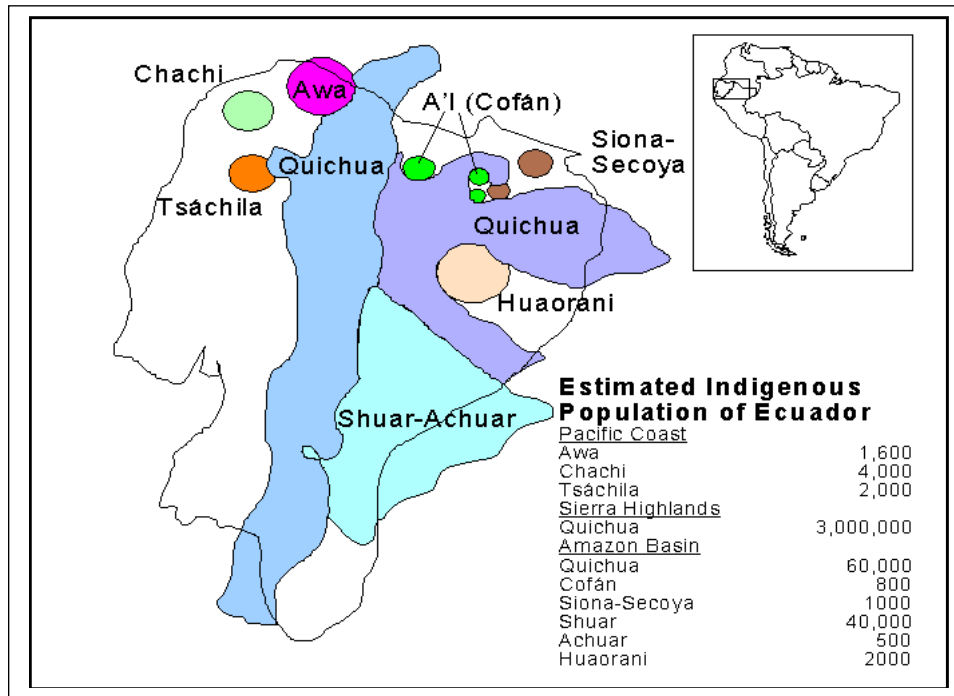 Chachi
Awa
A'I (Cofán)
Siona-
Secoya
Quichua
Tsáchila
Quichua
Huaorani
Shuar-Achuar
Estimated Indigenous
Population of Ecuador
Pacific Coast
Awa 1,600
Chachi 4,000
Tsáchila 2,000
Sierra Highlands
Quichua 3,000,000
Amazon Basin
Quichua 60,000
Cofán 800
Siona-Secoya 1000
Shuar 40,000
Achuar 500
Huaorani 2000